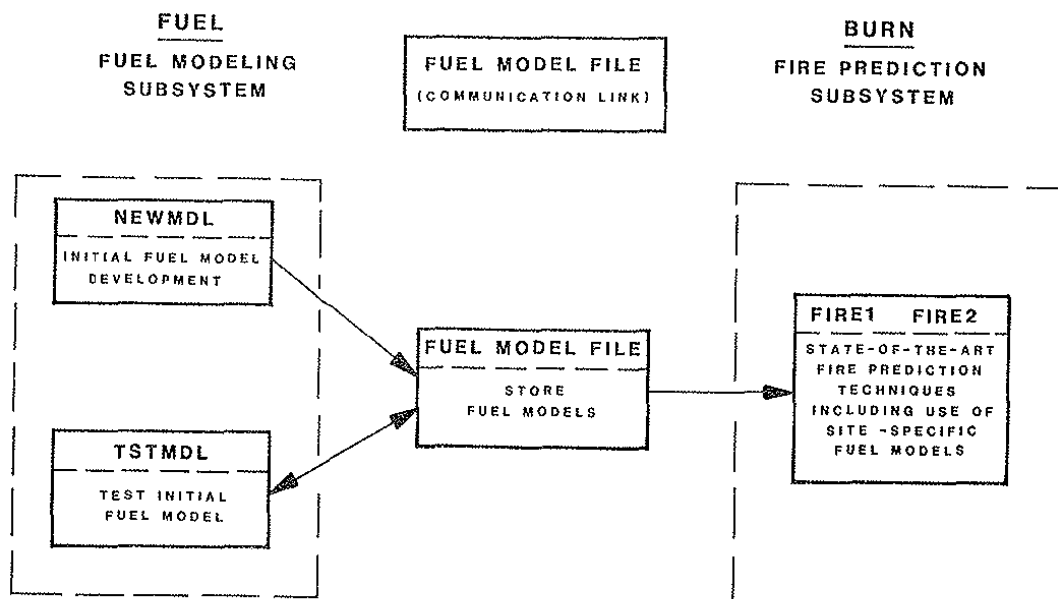 FUEL
FUEL MODELING
SUBSYSTEM
FUEL MODEL FILE
(COMMUNICATION LINK)
BURN
FIRE PREDICTION
SUBSYSTEM
NEWMDL
INITIAL FUEL MODEL
DEVELOPMENT
TSTMDL
TEST INITIAL
FUEL MODEL
FUEL MODEL FILE
STORE
FUEL MODELS
FIRE1 FIRE2
STATE-OF-THE-ART
FIRE PREDICTION
TECHNIQUES
INCLUDING USE OF
SITE-SPECIFIC
FUEL MODELS